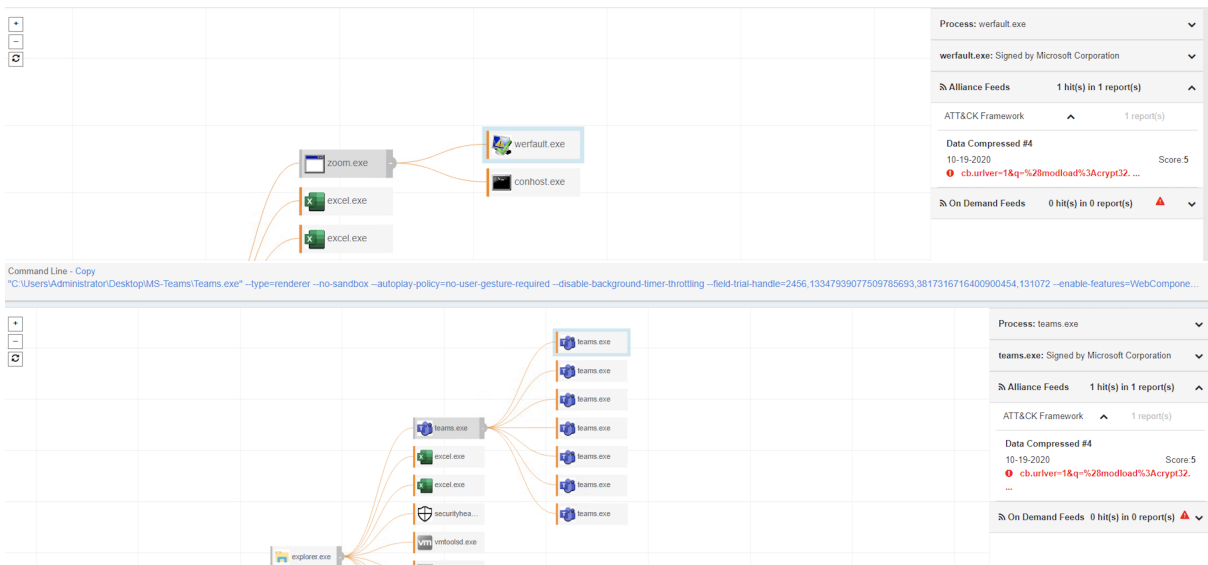 +
−
Process: werfault.exe
werfault.exe: Signed by Microsoft Corporation
Alliance Feeds 1 hit(s) in 1 report(s)
ATT&CK Framework 1 report(s)
Data Compressed #4
10-19-2020 Score:5
cb.urlver=1&q=%28modload%3Acrypt32. ...
On Demand Feeds 0 hit(s) in 0 report(s)
werfault.exe
zoom.exe
conhost.exe
excel.exe
excel.exe
Command Line - Copy
"C:\Users\Administrator\Desktop\MS-Teams\Teams.exe" --type=renderer --no-sandbox --autoplay-policy=no-user-gesture-required --disable-background-timer-throttling --field-trial-handle=2456,13347939077509785693,3817316716400900454,131072 --enable-features=WebCompone...
+
−
Process: teams.exe
teams.exe: Signed by Microsoft Corporation
Alliance Feeds 1 hit(s) in 1 report(s)
ATT&CK Framework 1 report(s)
Data Compressed #4
10-19-2020 Score:5
cb.urlver=1&q=%28modload%3Acrypt32.
...
On Demand Feeds 0 hit(s) in 0 report(s)
teams.exe
teams.exe
teams.exe
teams.exe
teams.exe
teams.exe
teams.exe
teams.exe
excel.exe
excel.exe
securityhea...
vmtoolsd.exe
explorer.exe